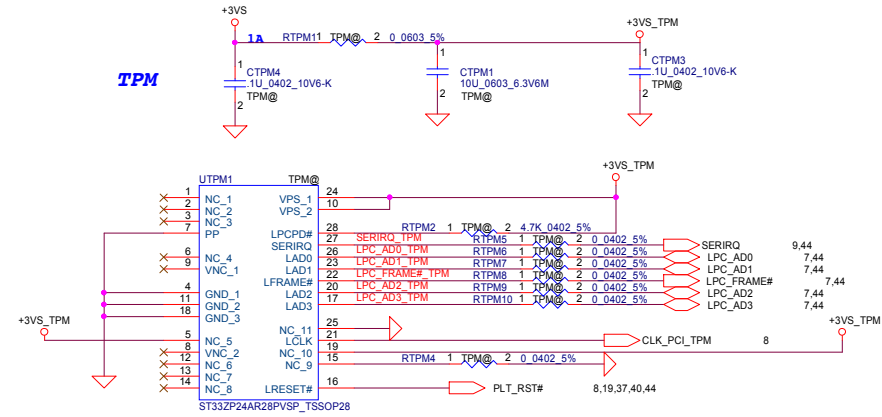 +3VS
+3VS_TPM
1A RTPM11 TPM@ 2 0_0603_5%
TPM
1 CTPM4 .1U_0402_10V6-K TPM@ 2
1 CTPM1 10U_0603_6.3V6M TPM@ 2
1 CTPM3 .1U_0402_10V6-K TPM@ 2
+3VS_TPM
UTPM1 TPM@
1 NC_1 VPS_1 24
2 NC_2 VPS_2 10
3 NC_3
7 PP LPCPD# 28 RTPM2 1 TPM@ 2 4.7K_0402_5%
SERIRQ 27 SERIRQ_TPM RTPM5 1 TPM@ 2 0_0402_5% SERIRQ 9,44
6 NC_4 LAD0 26 LPC_AD0_TPM RTPM6 1 TPM@ 2 0_0402_5% LPC_AD0 7,44
9 VNC_1 LAD1 23 LPC_AD1_TPM RTPM7 1 TPM@ 2 0_0402_5% LPC_AD1 7,44
LFRAME# 22 LPC_FRAME#_TPM RTPM8 1 TPM@ 2 0_0402_5% LPC_FRAME# 7,44
4 GND_1 LAD2 20 LPC_AD2_TPM RTPM9 1 TPM@ 2 0_0402_5% LPC_AD2 7,44
11 GND_2 LAD3 17 LPC_AD3_TPM RTPM10 1 TPM@ 2 0_0402_5% LPC_AD3 7,44
18 GND_3
+3VS_TPM
+3VS_TPM
NC_11 25
5 NC_5 LCLK 21 CLK_PCI_TPM 8
8 VNC_2 NC_10 19
12 NC_6 NC_9 15 RTPM4 1 TPM@ 2 0_0402_5%
13 NC_7
14 NC_8 LRESET# 16 PLT_RST# 8,19,37,40,44
ST33ZP24AR28PVSP_TSSOP28